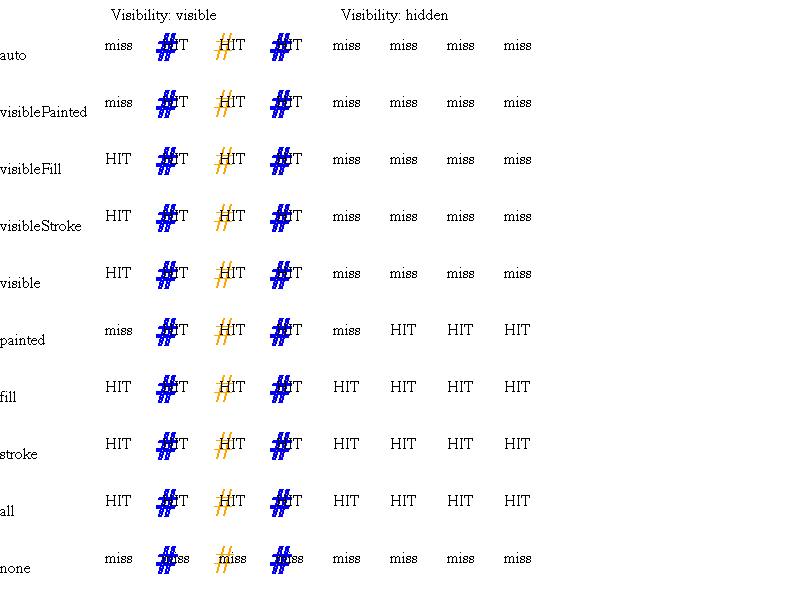 Visibility: visible Visibility: hidden
auto miss #HIT #HIT #HIT miss miss miss miss
visiblePainted miss #HIT #HIT #HIT miss miss miss miss
visibleFill HIT #HIT #HIT #HIT miss miss miss miss
visibleStroke HIT #HIT #HIT #HIT miss miss miss miss
visible HIT #HIT #HIT #HIT miss miss miss miss
painted miss #HIT #HIT #HIT miss HIT HIT HIT
fill HIT #HIT #HIT #HIT HIT HIT HIT HIT
stroke HIT #HIT #HIT #HIT HIT HIT HIT HIT
all HIT #HIT #HIT #HIT HIT HIT HIT HIT
none miss #miss #miss #miss miss miss miss miss